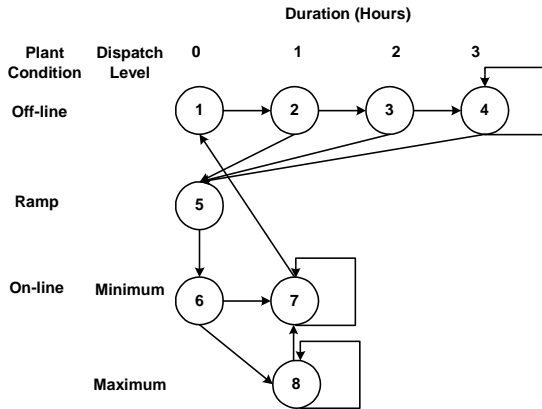 Duration (Hours)
Plant Condition
Dispatch Level
0
1
2
3
Off-line
1
2
3
4
Ramp
5
On-line
Minimum
6
7
Maximum
8